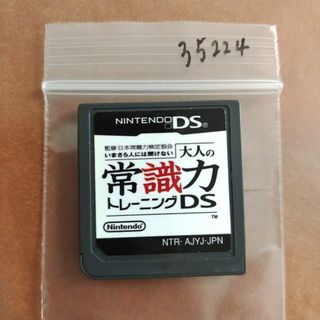 35224
NINTENDO DS
監修 日本常識力検定協会
いまさら人には聞けない 大人の
常識力
トレーニングDS
TM
Nintendo
NTR-AJYJ-JPN